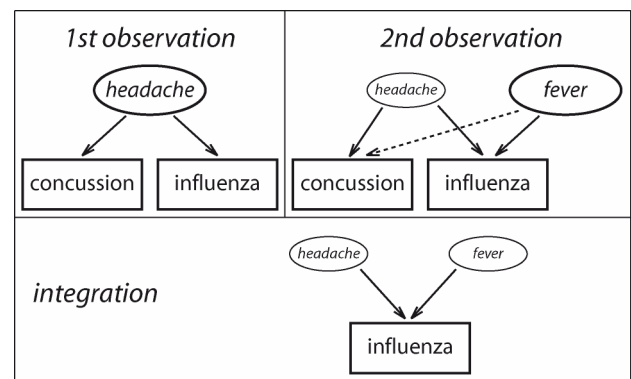 1st observation
headache
concussion
influenza
2nd observation
headache
fever
concussion
influenza
integration
headache
fever
influenza